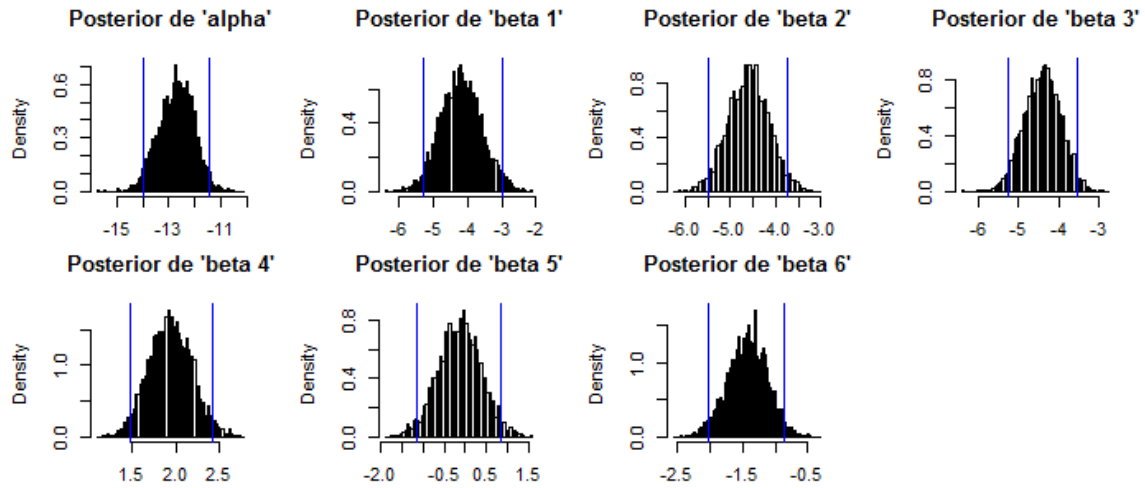 Posterior de 'alpha' Posterior de 'beta 1' Posterior de 'beta 2' Posterior de 'beta 3'
Density Density Density Density
0.0 0.3 0.6 0.0 0.4 0.0 0.4 0.8 0.0 0.4 0.8
-15 -13 -11 -6 -5 -4 -3 -2 -6.0 -5.0 -4.0 -3.0 -6 -5 -4 -3
Posterior de 'beta 4' Posterior de 'beta 5' Posterior de 'beta 6'
Density Density Density
0.0 1.0 0.0 0.4 0.8 0.0 1.0
1.5 2.0 2.5 -2.0 -0.5 0.5 1.5 -2.5 -1.5 -0.5